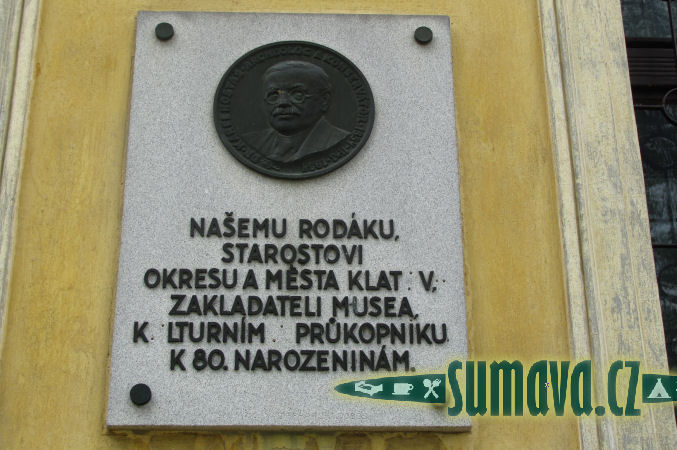 NAŠEMU RODÁKU,
STAROSTOVI
OKRESU A MĚSTA KLAT V,
ZAKLADATELI MUSEA,
K LTURNÍM PRŮKOPNÍKU
K 80. NAROZENINÁM.
sumava.cz